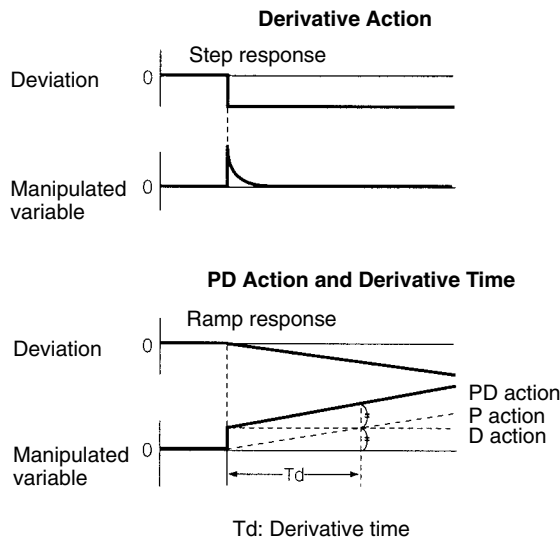 Derivative Action
Step response
Deviation
0
Manipulated
variable
0
PD Action and Derivative Time
Ramp response
Deviation
0
PD action
P action
D action
Manipulated
variable
0
Td
Td: Derivative time